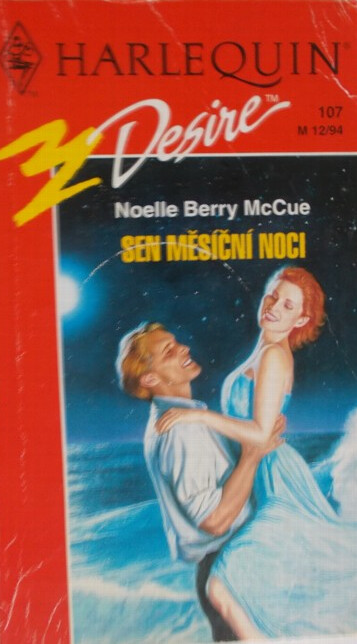 HARLEQUIN®
Desire™
107
M 12/94
Noelle Berry McCue
SEN MĚSÍČNÍ NOCI